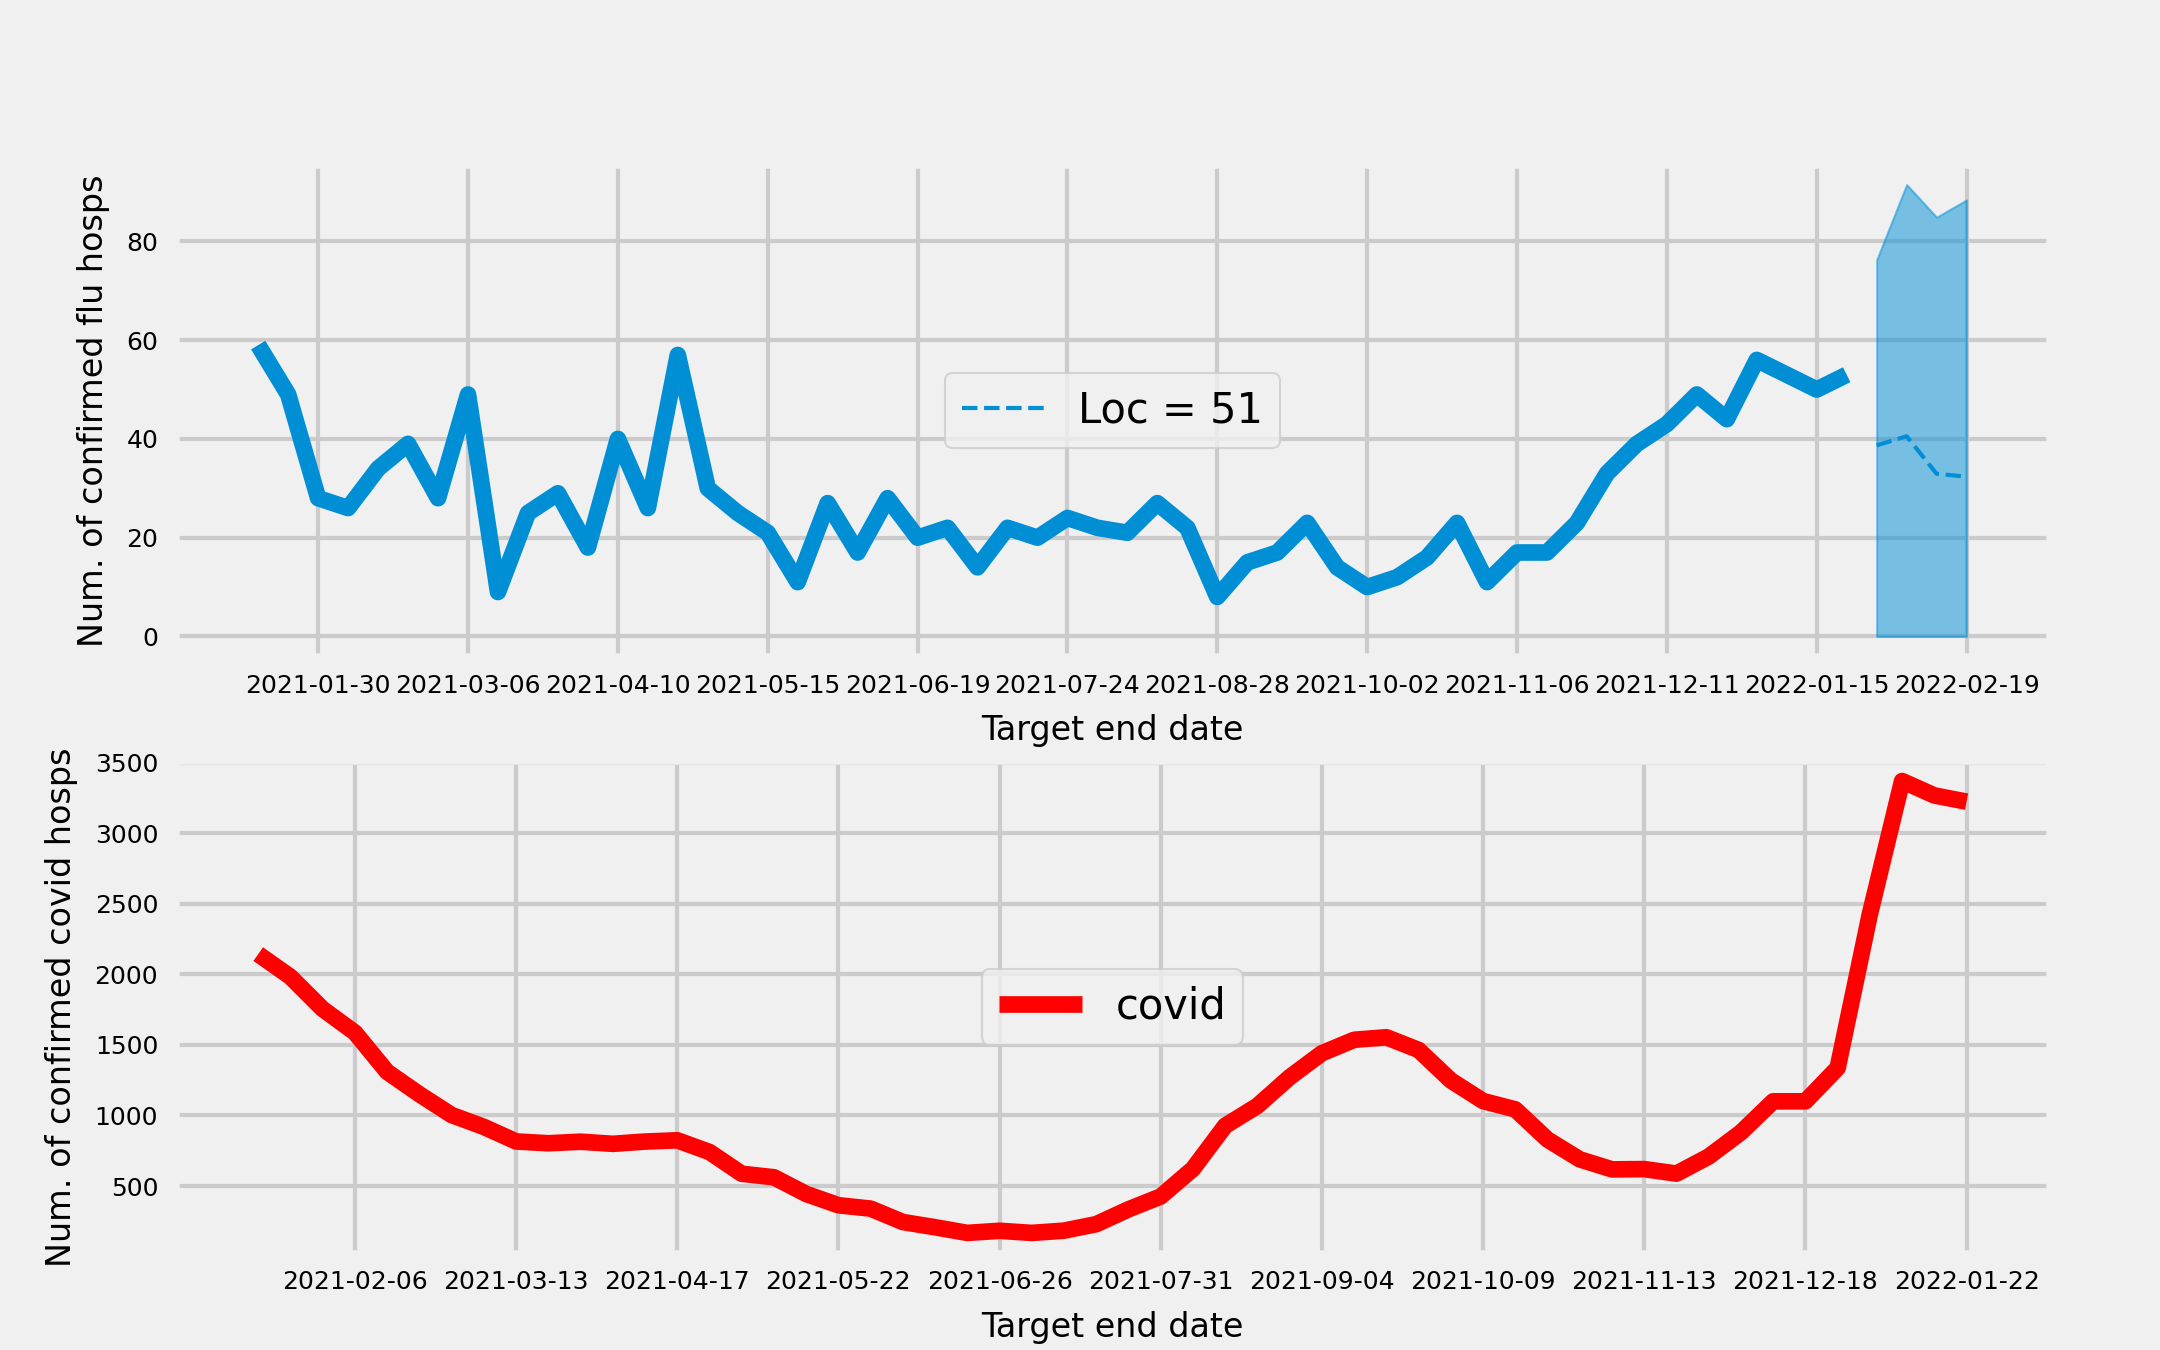 Num. of confirmed flu hosps
80
60
40
20
0
Loc = 51
2021-01-30 2021-03-06 2021-04-10 2021-05-15 2021-06-19 2021-07-24 2021-08-28 2021-10-02 2021-11-06 2021-12-11 2022-01-15 2022-02-19
Target end date
Num. of confirmed covid hosps
3500
3000
2500
2000
1500
1000
500
covid
2021-02-06 2021-03-13 2021-04-17 2021-05-22 2021-06-26 2021-07-31 2021-09-04 2021-10-09 2021-11-13 2021-12-18 2022-01-22
Target end date